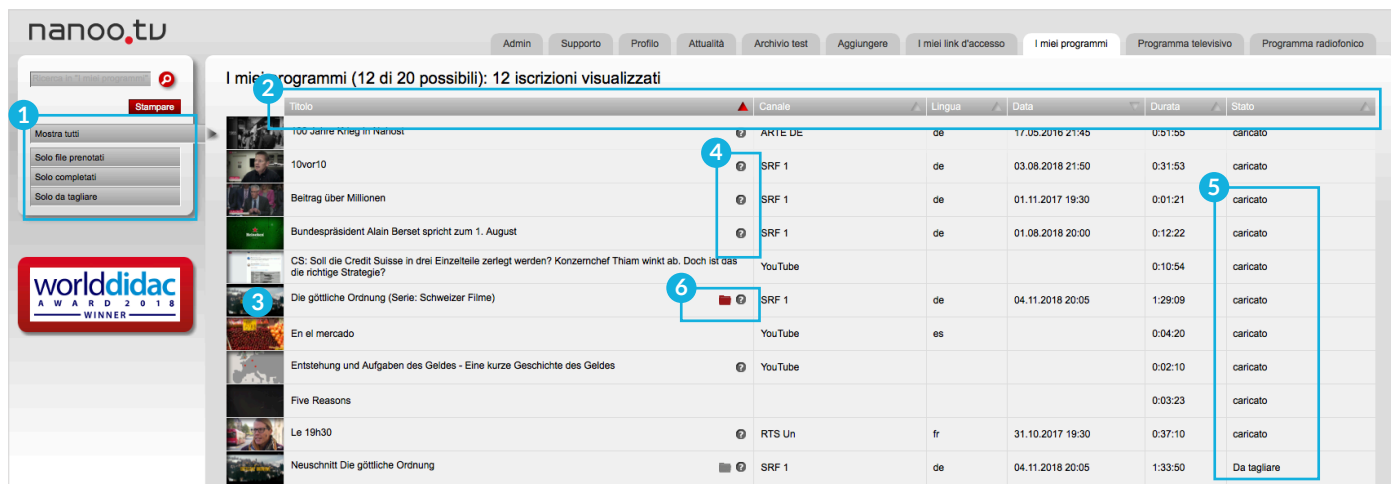 nanoo.tv
Admin Supporto Profilo Attualità Archivio test Aggiungere I miei link d'accesso I miei programmi Programma televisivo Programma radiofonico
Ricerca in "I miei programmi"
I miei programmi (12 di 20 possibili): 12 iscrizioni visualizzati
Stampare
2
Titolo Canale Lingua Data Durata Stato
1
Mostra tutti
Solo file prenotati
Solo completati
Solo da tagliare
100 Jahre Krieg in Nahost ARTE DE de 17.05.2016 21:45 0:51:55 caricato
4
10vor10 SRF 1 de 03.08.2018 21:50 0:31:53 caricato
5
Beitrag über Millionen SRF 1 de 01.11.2017 19:30 0:01:21 caricato
Bundespräsident Alain Berset spricht zum 1. August SRF 1 de 01.08.2018 20:00 0:12:22 caricato
CS: Soll die Credit Suisse in drei Einzelteile zerlegt werden? Konzernchef Thiam winkt ab. Doch ist das
die richtige Strategie? YouTube 0:10:54 caricato
worlddidac
AWARD 2018
WINNER
3
6
Die göttliche Ordnung (Serie: Schweizer Filme) SRF 1 de 04.11.2018 20:05 1:29:09 caricato
En el mercado YouTube es 0:04:20 caricato
Entstehung und Aufgaben des Geldes - Eine kurze Geschichte des Geldes YouTube 0:02:10 caricato
Five Reasons 0:03:23 caricato
Le 19h30 RTS Un fr 31.10.2017 19:30 0:37:10 caricato
Neuschnitt Die göttliche Ordnung SRF 1 de 04.11.2018 20:05 1:33:50 Da tagliare